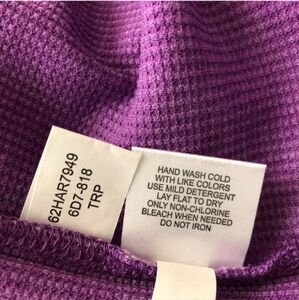 62HAR7949
6D7-818
TRP
HAND WASH COLD
WITH LIKE COLORS
USE MILD DETERGENT
LAY FLAT TO DRY
ONLY NON-CHLORINE
BLEACH WHEN NEEDED
DO NOT IRON